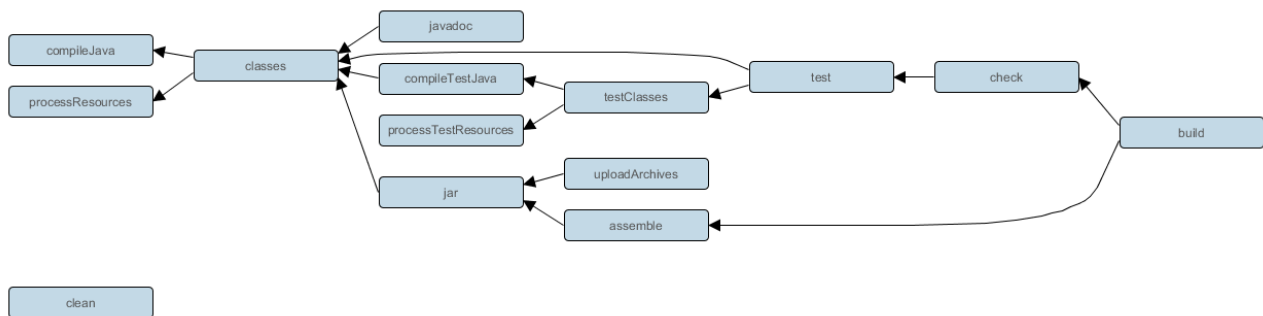 javadoc
compileJava
classes
compileTestJava
test
check
processResources
testClasses
processTestResources
build
uploadArchives
jar
assemble
clean